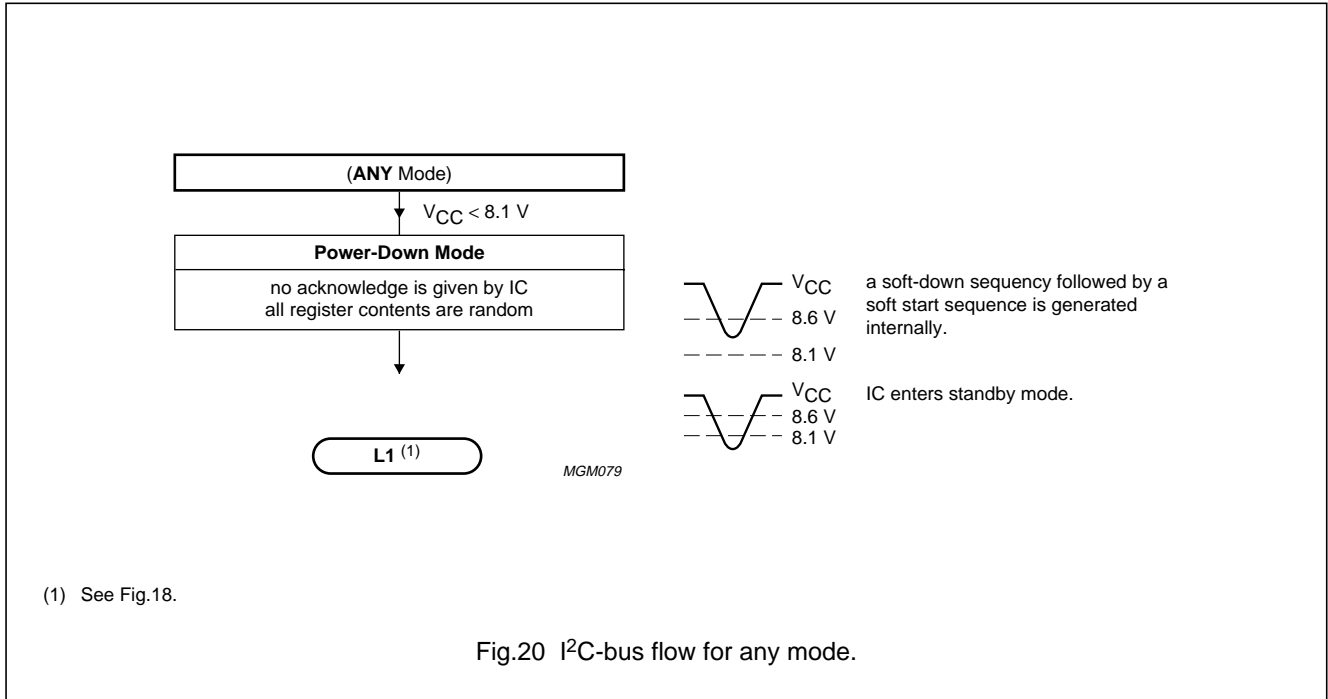 (ANY Mode)
VCC < 8.1 V
Power-Down Mode
no acknowledge is given by IC
all register contents are random
L1 (1)
MGM079
VCC
8.6 V
8.1 V
a soft-down sequency followed by a
soft start sequence is generated
internally.
VCC
8.6 V
8.1 V
IC enters standby mode.
(1) See Fig.18.
Fig.20 I²C-bus flow for any mode.